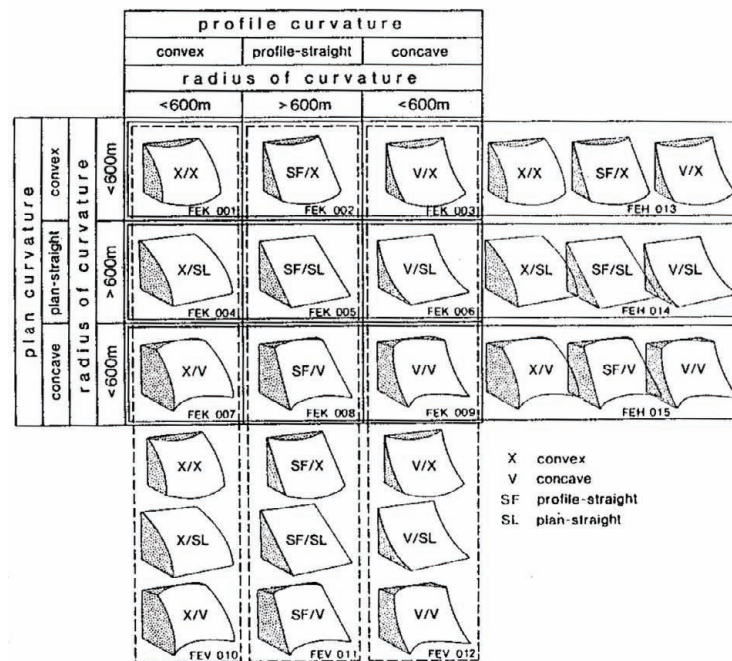 profile curvature
convex profile-straight concave
radius of curvature
<600m >600m <600m
plan curvature
convex plan-straight concave
radius of curvature
<600m >600m <600m
X/X SF/X V/X X/X SF/X V/X
FEK 001 FEK 002 FEK 003 FEH 013
X/SL SF/SL V/SL X/SL SF/SL V/SL
FEK 004 FEK 005 FEK 006 FEH 014
X/V SF/V V/V X/V SF/V V/V
FEK 007 FEK 008 FEK 009 FEH 015
X/X SF/X V/X
X convex
V concave
SF profile-straight
SL plan-straight
X/SL SF/SL V/SL
X/V SF/V V/V
FEV 010 FEV 011 FEV 012